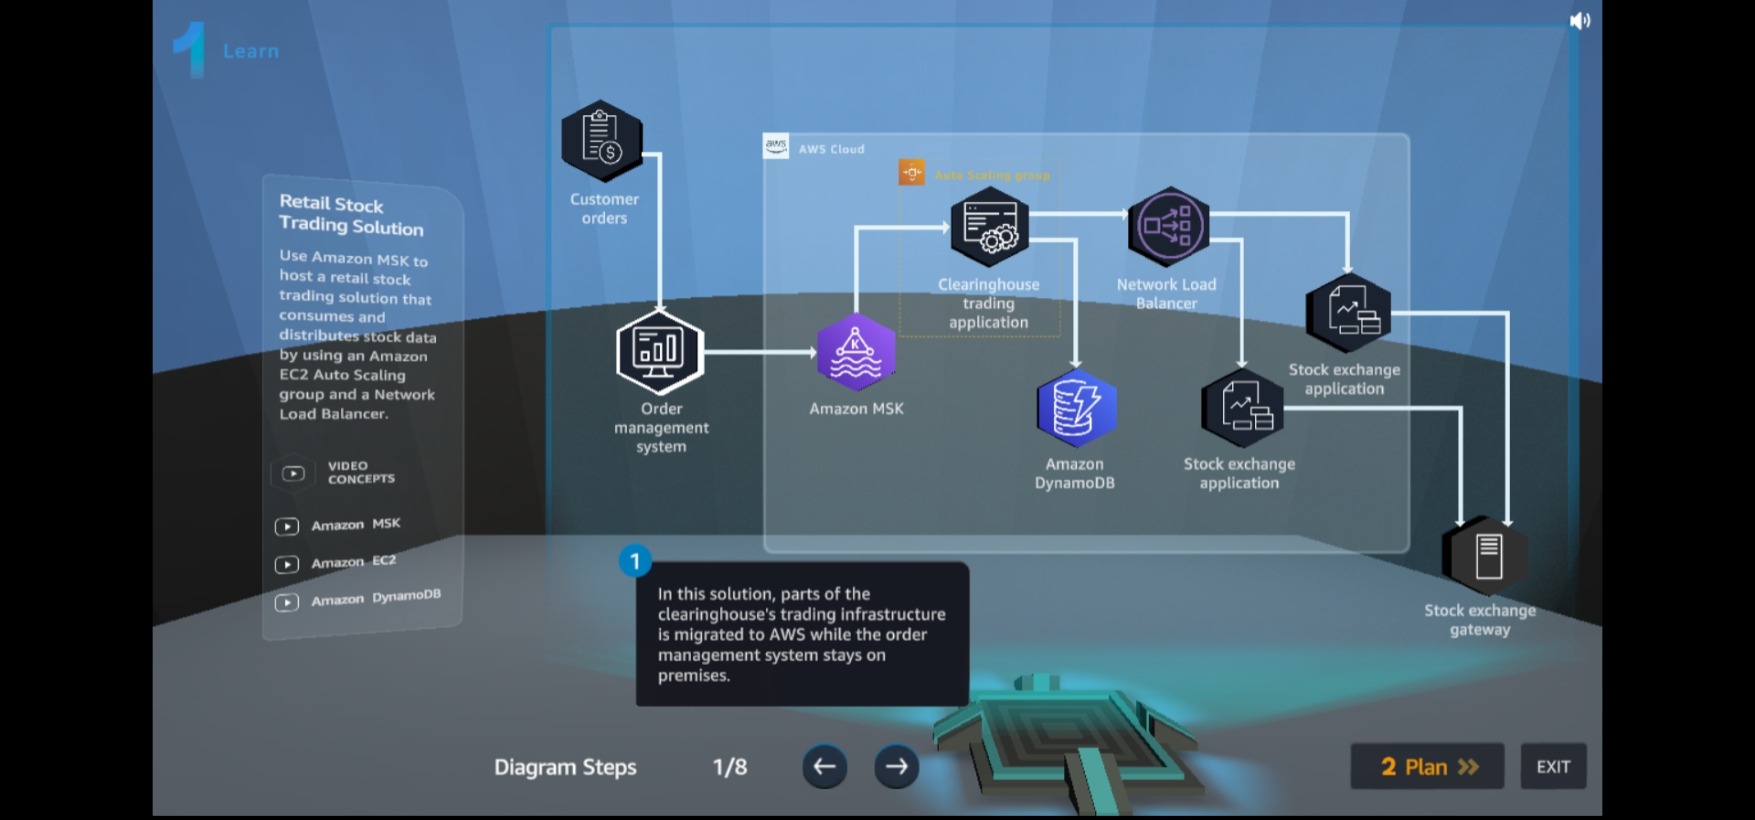 1 Learn
Retail Stock
Trading Solution
Use Amazon MSK to
host a retail stock
trading solution that
consumes and
distributes stock data
by using an Amazon
EC2 Auto Scaling
group and a Network
Load Balancer.
VIDEO
CONCEPTS
Amazon MSK
Amazon EC2
Amazon DynamoDB
Customer
orders
Order
management
system
aws AWS Cloud
Auto Scaling group
K
Amazon MSK
Clearinghouse
trading
application
Network Load
Balancer
Amazon
DynamoDB
Stock exchange
application
Stock exchange
application
Stock exchange
gateway
1
In this solution, parts of the
clearinghouse's trading infrastructure
is migrated to AWS while the order
management system stays on
premises.
Diagram Steps 1/8
2 Plan
EXIT